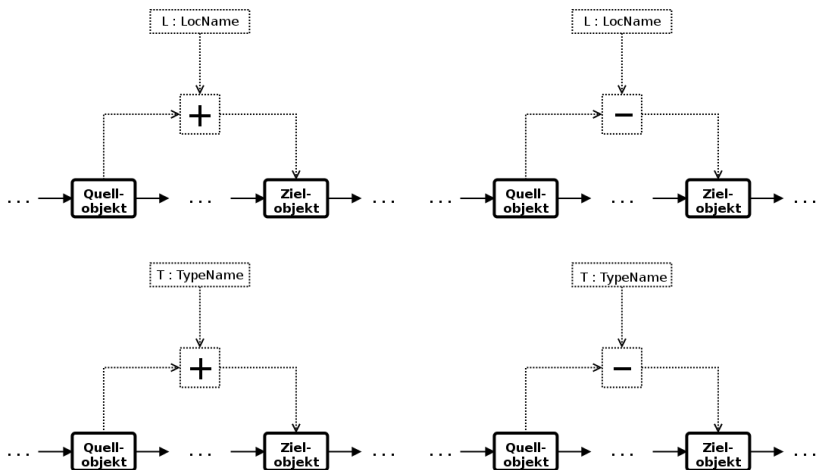 L : LocName
L : LocName
+
−
... Quell- ... Ziel- ... ... Quell- ... Ziel- ...
objekt objekt objekt objekt
T : TypeName
T : TypeName
+
−
... Quell- ... Ziel- ... ... Quell- ... Ziel- ...
objekt objekt objekt objekt